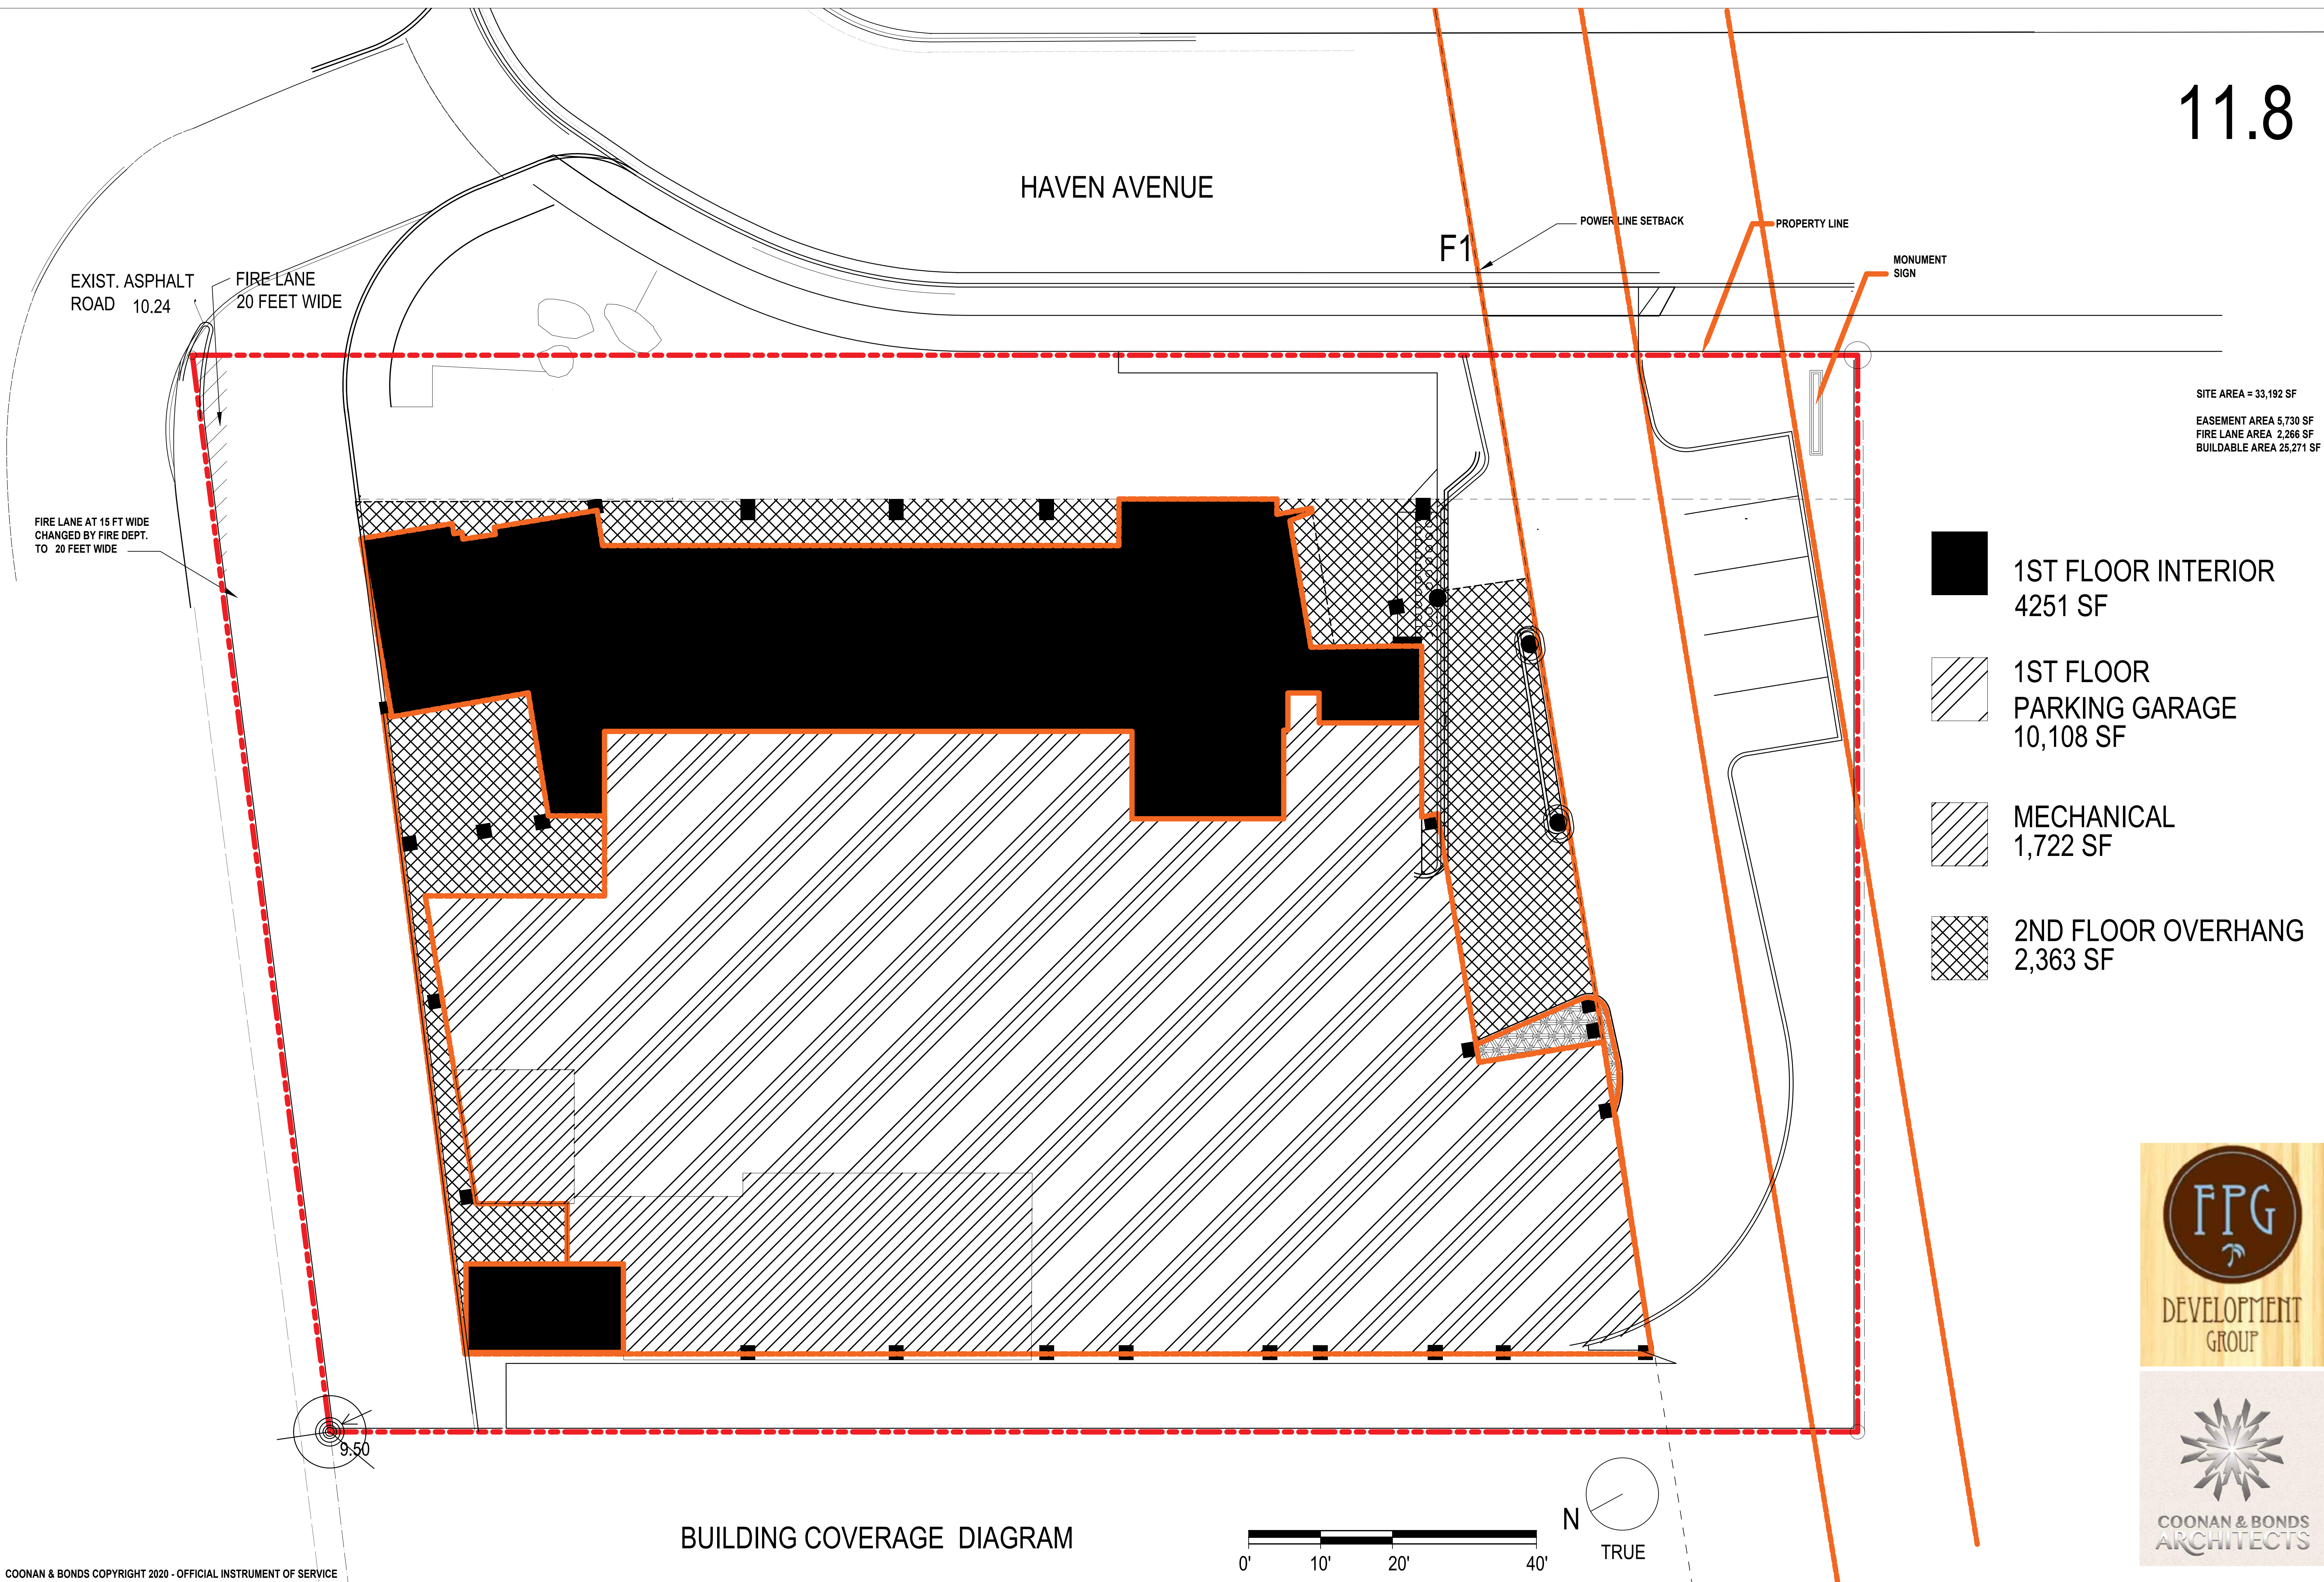 11.8
HAVEN AVENUE
POWER LINE SETBACK
PROPERTY LINE
F1
MONUMENT
SIGN
EXIST. ASPHALT
ROAD 10.24
FIRE LANE
20 FEET WIDE
SITE AREA = 33,192 SF
EASEMENT AREA 5,730 SF
FIRE LANE AREA 2,266 SF
BUILDABLE AREA 25,271 SF
FIRE LANE AT 15 FT WIDE
CHANGED BY FIRE DEPT.
TO 20 FEET WIDE
1ST FLOOR INTERIOR
4251 SF
1ST FLOOR
PARKING GARAGE
10,108 SF
MECHANICAL
1,722 SF
2ND FLOOR OVERHANG
2,363 SF
FPG
DEVELOPMENT
GROUP
9.50
BUILDING COVERAGE DIAGRAM
0' 10' 20' 40'
N
TRUE
COONAN & BONDS
ARCHITECTS
COONAN & BONDS COPYRIGHT 2020 - OFFICIAL INSTRUMENT OF SERVICE